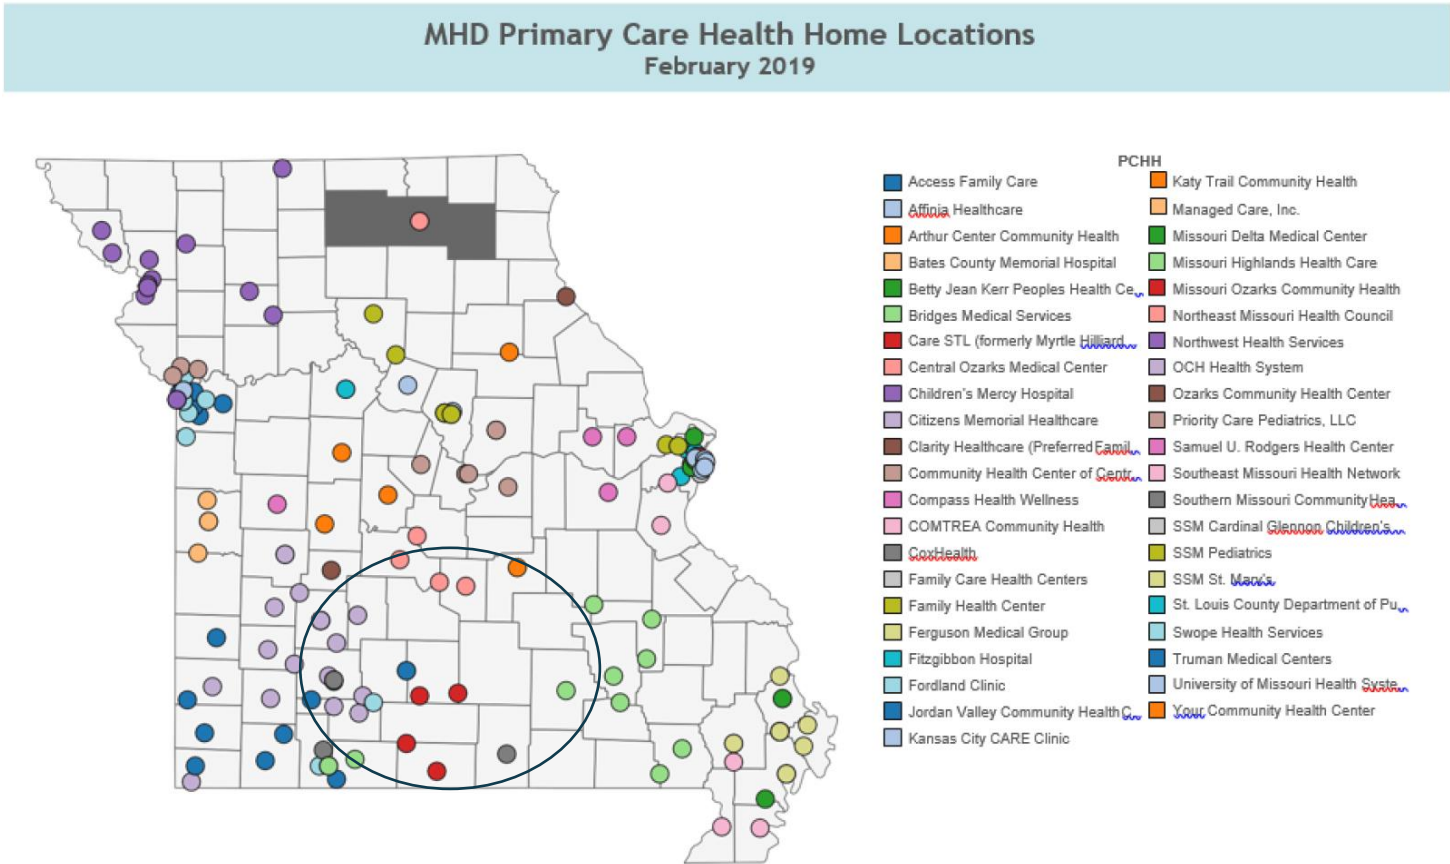 MHD Primary Care Health Home Locations
February 2019
PCHH
Access Family Care
Affinia Healthcare
Arthur Center Community Health
Bates County Memorial Hospital
Betty Jean Kerr Peoples Health Ce..
Bridges Medical Services
Care STL (formerly Myrtle Hilliard ..
Central Ozarks Medical Center
Children's Mercy Hospital
Citizens Memorial Healthcare
Clarity Healthcare (Preferred Famil..
Community Health Center of Centr..
Compass Health Wellness
COMTREA Community Health
CoxHealth
Family Care Health Centers
Family Health Center
Ferguson Medical Group
Fitzgibbon Hospital
Fordland Clinic
Jordan Valley Community Health C..
Kansas City CARE Clinic
Katy Trail Community Health
Managed Care, Inc.
Missouri Delta Medical Center
Missouri Highlands Health Care
Missouri Ozarks Community Health
Northeast Missouri Health Council
Northwest Health Services
OCH Health System
Ozarks Community Health Center
Priority Care Pediatrics, LLC
Samuel U. Rodgers Health Center
Southeast Missouri Health Network
Southern Missouri Community Hea..
SSM Cardinal Glennon Children's ..
SSM Pediatrics
SSM St. Mary's
St. Louis County Department of Pu..
Swope Health Services
Truman Medical Centers
University of Missouri Health Syste..
Your Community Health Center